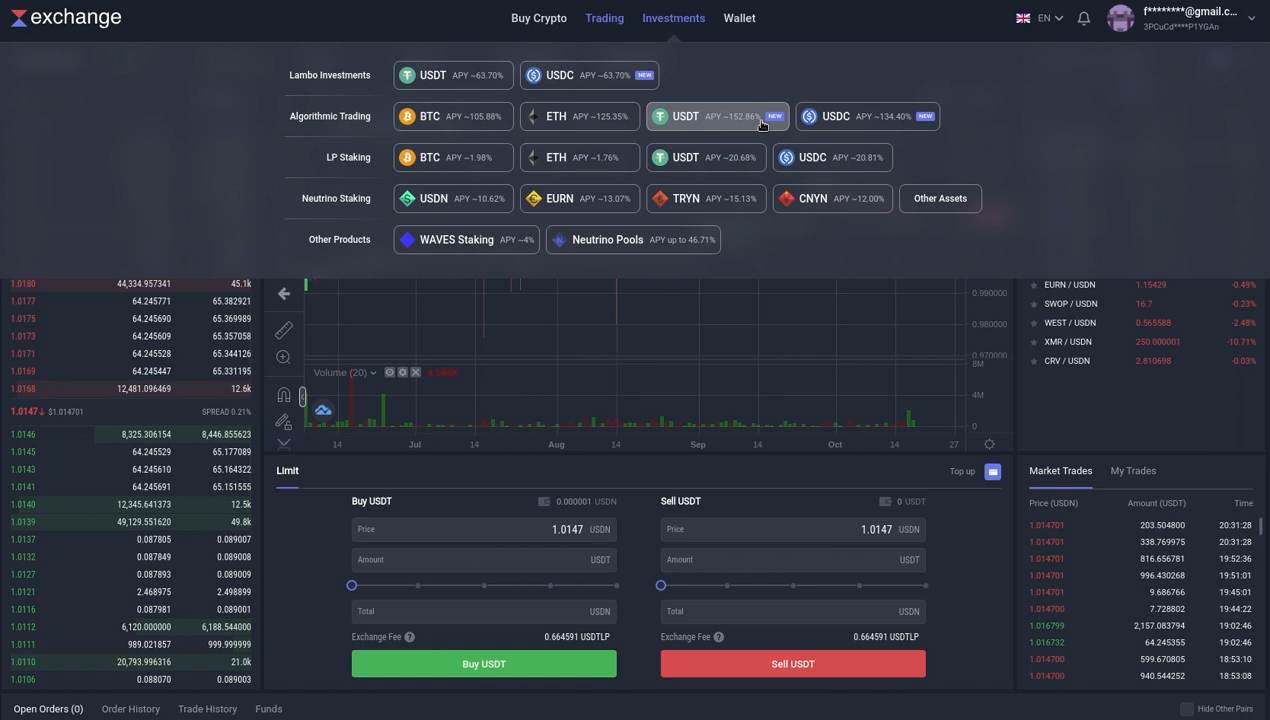 exchange
Buy Crypto Trading Investments Wallet
EN
f********@gmail.c...
3PCuCd****P1YGAn
Lambo Investments USDT APY ~63.70% USDC APY ~63.70% NEW
Algorithmic Trading BTC APY ~105.88% ETH APY ~125.35% USDT APY ~152.86% NEW USDC APY ~134.40% NEW
LP Staking BTC APY ~1.98% ETH APY ~1.76% USDT APY ~20.68% USDC APY ~20.81%
Neutrino Staking USDN APY ~10.62% EURN APY ~13.07% TRYN APY ~15.13% CNYN APY ~12.00% Other Assets
Other Products WAVES Staking APY ~4% Neutrino Pools APY up to 46.71%
1.0180 44,334.957341 45.1k
1.0177 64.245771 65.382921
1.0175 64.245690 65.369989
1.0173 64.245609 65.357058
1.0171 64.245528 65.344126
1.0169 64.245447 65.331195
1.0168 12,481.096469 12.6k
1.0147↓ $1.014701 SPREAD 0.21%
1.0146 8,325.306154 8,446.855623
1.0145 64.245529 65.177089
1.0143 64.245610 65.164322
1.0141 64.245691 65.151555
1.0140 12,345.641373 12.5k
1.0139 49,129.551620 49.8k
1.0137 0.087805 0.089007
1.0132 0.087849 0.089008
1.0127 0.087893 0.089009
1.0121 2.468975 2.498899
1.0116 0.087981 0.089001
1.0112 6,120.000000 6,188.544000
1.0111 989.021857 999.999999
1.0110 20,793.996316 21.0k
1.0106 0.088070 0.089003
0.990000
0.980000
0.970000
Volume (20) 4.584K
8M
4M
0
14 Jul 14 Aug 14 Sep 14 Oct 14 27
EURN / USDN 1.15429 -0.49%
SWOP / USDN 16.7 -0.23%
WEST / USDN 0.565588 -2.48%
XMR / USDN 250.000001 -10.71%
CRV / USDN 2.810698 -0.03%
Limit
Top up
Buy USDT 0.000001 USDN
Price 1.0147 USDN
Amount USDT
Total USDN
Exchange Fee ? 0.664591 USDTLP
Buy USDT
Sell USDT 0 USDT
Price 1.0147 USDN
Amount USDT
Total USDN
Exchange Fee ? 0.664591 USDTLP
Sell USDT
Market Trades My Trades
Price (USDN) Amount (USDT) Time
1.014701 203.504800 20:31:28
1.014701 338.769975 20:31:28
1.014701 816.656781 19:52:36
1.014701 996.430268 19:51:01
1.014701 9.686766 19:45:01
1.014700 7.728802 19:44:22
1.016799 2,157.083794 19:02:46
1.016732 64.245355 19:02:46
1.014700 599.670805 18:53:10
1.014700 940.544252 18:53:08
Open Orders (0) Order History Trade History Funds
Hide Other Pairs